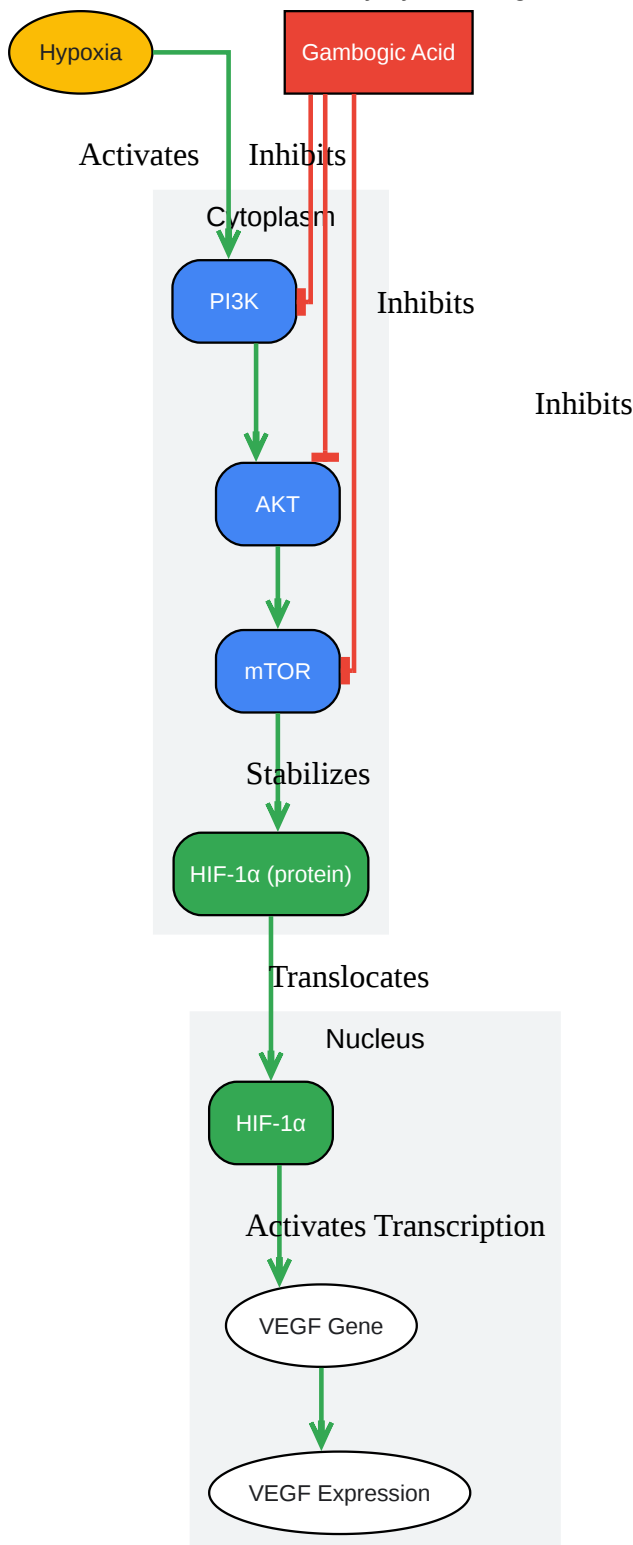 Hypoxia
Gambogic Acid
Activates
Inhibits
Cytoplasm
PI3K
Inhibits
Inhibits
AKT
mTOR
Stabilizes
HIF-1α (protein)
Translocates
Nucleus
HIF-1α
Activates Transcription
VEGF Gene
VEGF Expression